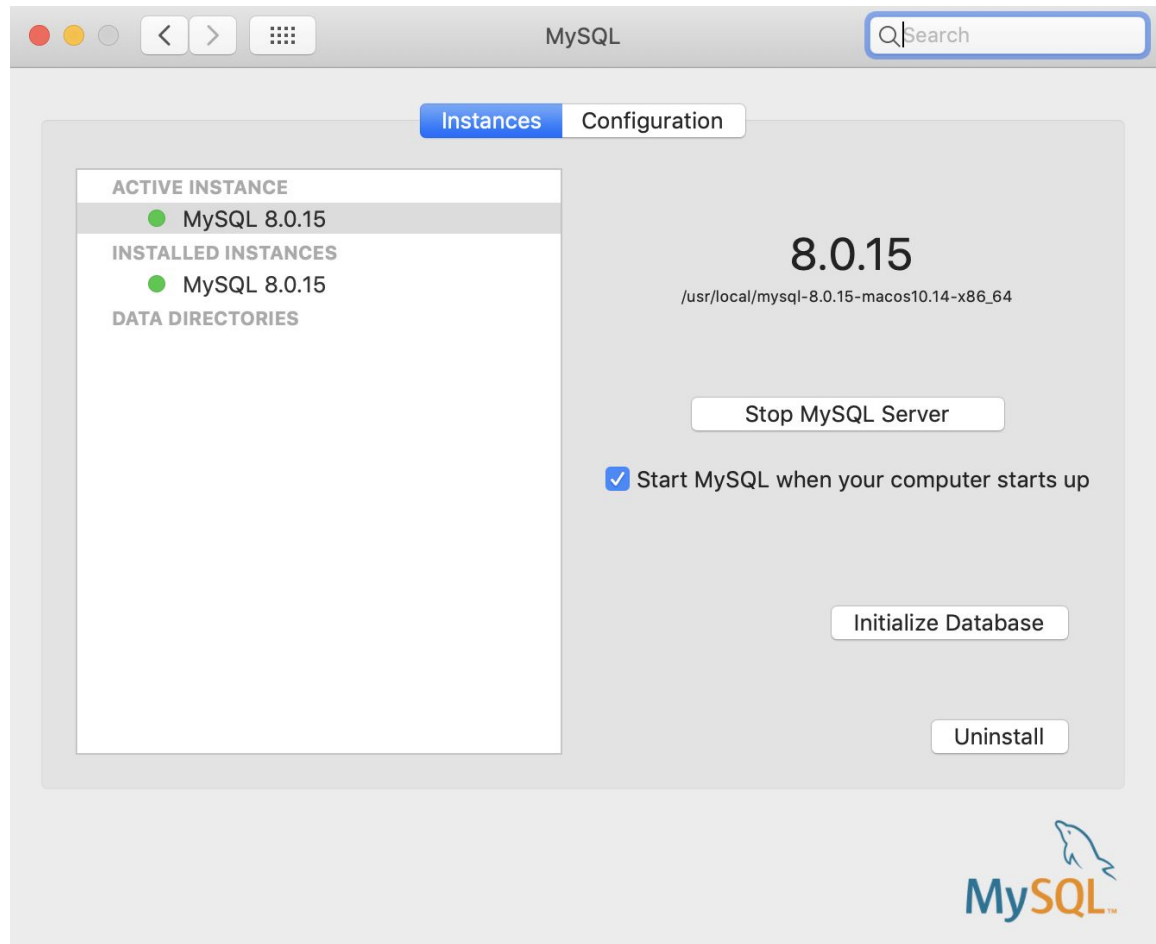 MySQL
Search
Instances
Configuration
ACTIVE INSTANCE
MySQL 8.0.15
INSTALLED INSTANCES
MySQL 8.0.15
DATA DIRECTORIES
8.0.15
/usr/local/mysql-8.0.15-macos10.14-x86_64
Stop MySQL Server
Start MySQL when your computer starts up
Initialize Database
Uninstall
MySQL™